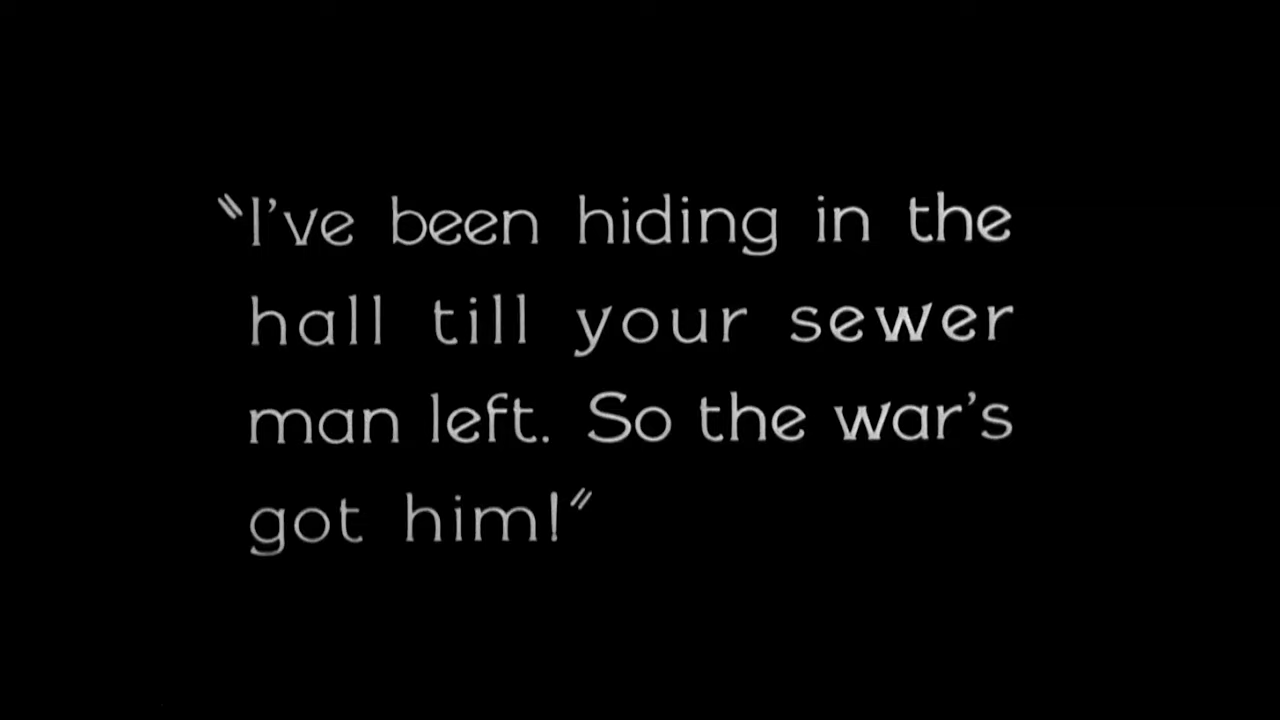 "I've been hiding in the
hall till your sewer
man left. So the war's
got him!"